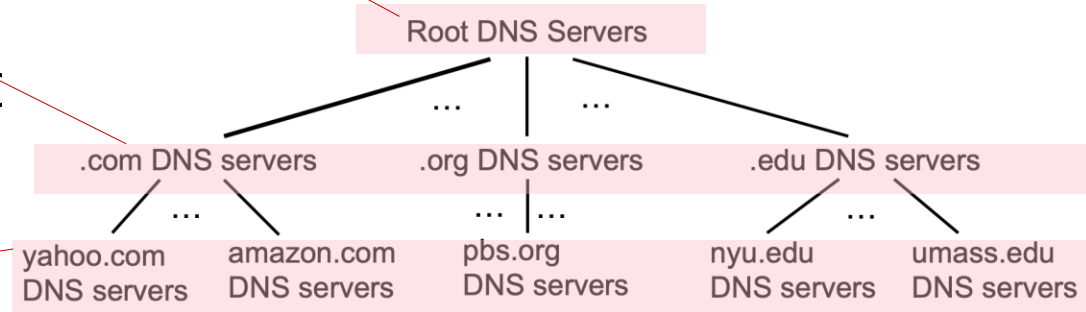 Root DNS Servers
... ...
.com DNS servers .org DNS servers .edu DNS servers
... ... ... ...
yahoo.com amazon.com pbs.org nyu.edu umass.edu
DNS servers DNS servers DNS servers DNS servers DNS servers